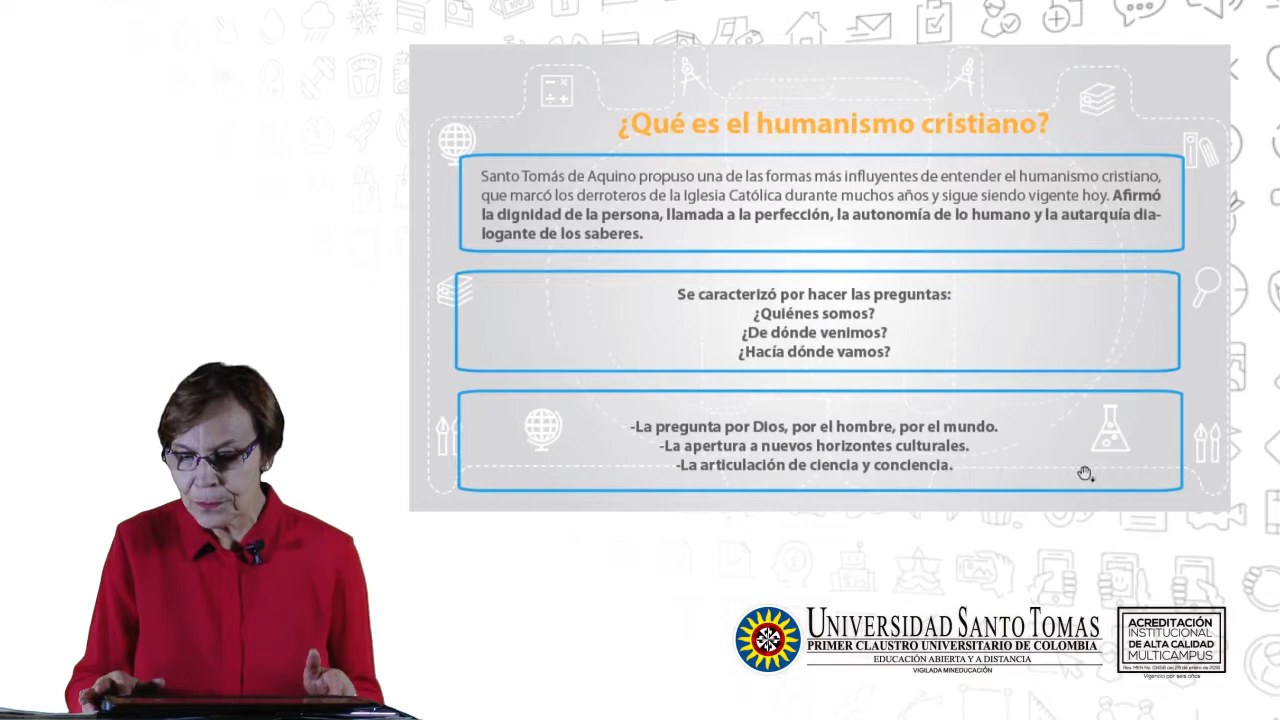 ¿Qué es el humanismo cristiano?
Santo Tomás de Aquino propuso una de las formas más influyentes de entender el humanismo cristiano,
que marcó los derroteros de la Iglesia Católica durante muchos años y sigue siendo vigente hoy. Afirmó
la dignidad de la persona, llamada a la perfección, la autonomía de lo humano y la autarquía dia-
logante de los saberes.
Se caracterizó por hacer las preguntas:
¿Quiénes somos?
¿De dónde venimos?
¿Hacía dónde vamos?
-La pregunta por Dios, por el hombre, por el mundo.
-La apertura a nuevos horizontes culturales.
-La articulación de ciencia y conciencia.
UNIVERSIDAD SANTO TOMAS
PRIMER CLAUSTRO UNIVERSITARIO DE COLOMBIA
EDUCACIÓN ABIERTA Y A DISTANCIA
VIGILADA MINEDUCACIÓN
ACREDITACIÓN
INSTITUCIONAL
DE ALTA CALIDAD
MULTICAMPUS
Vigencia por seis años